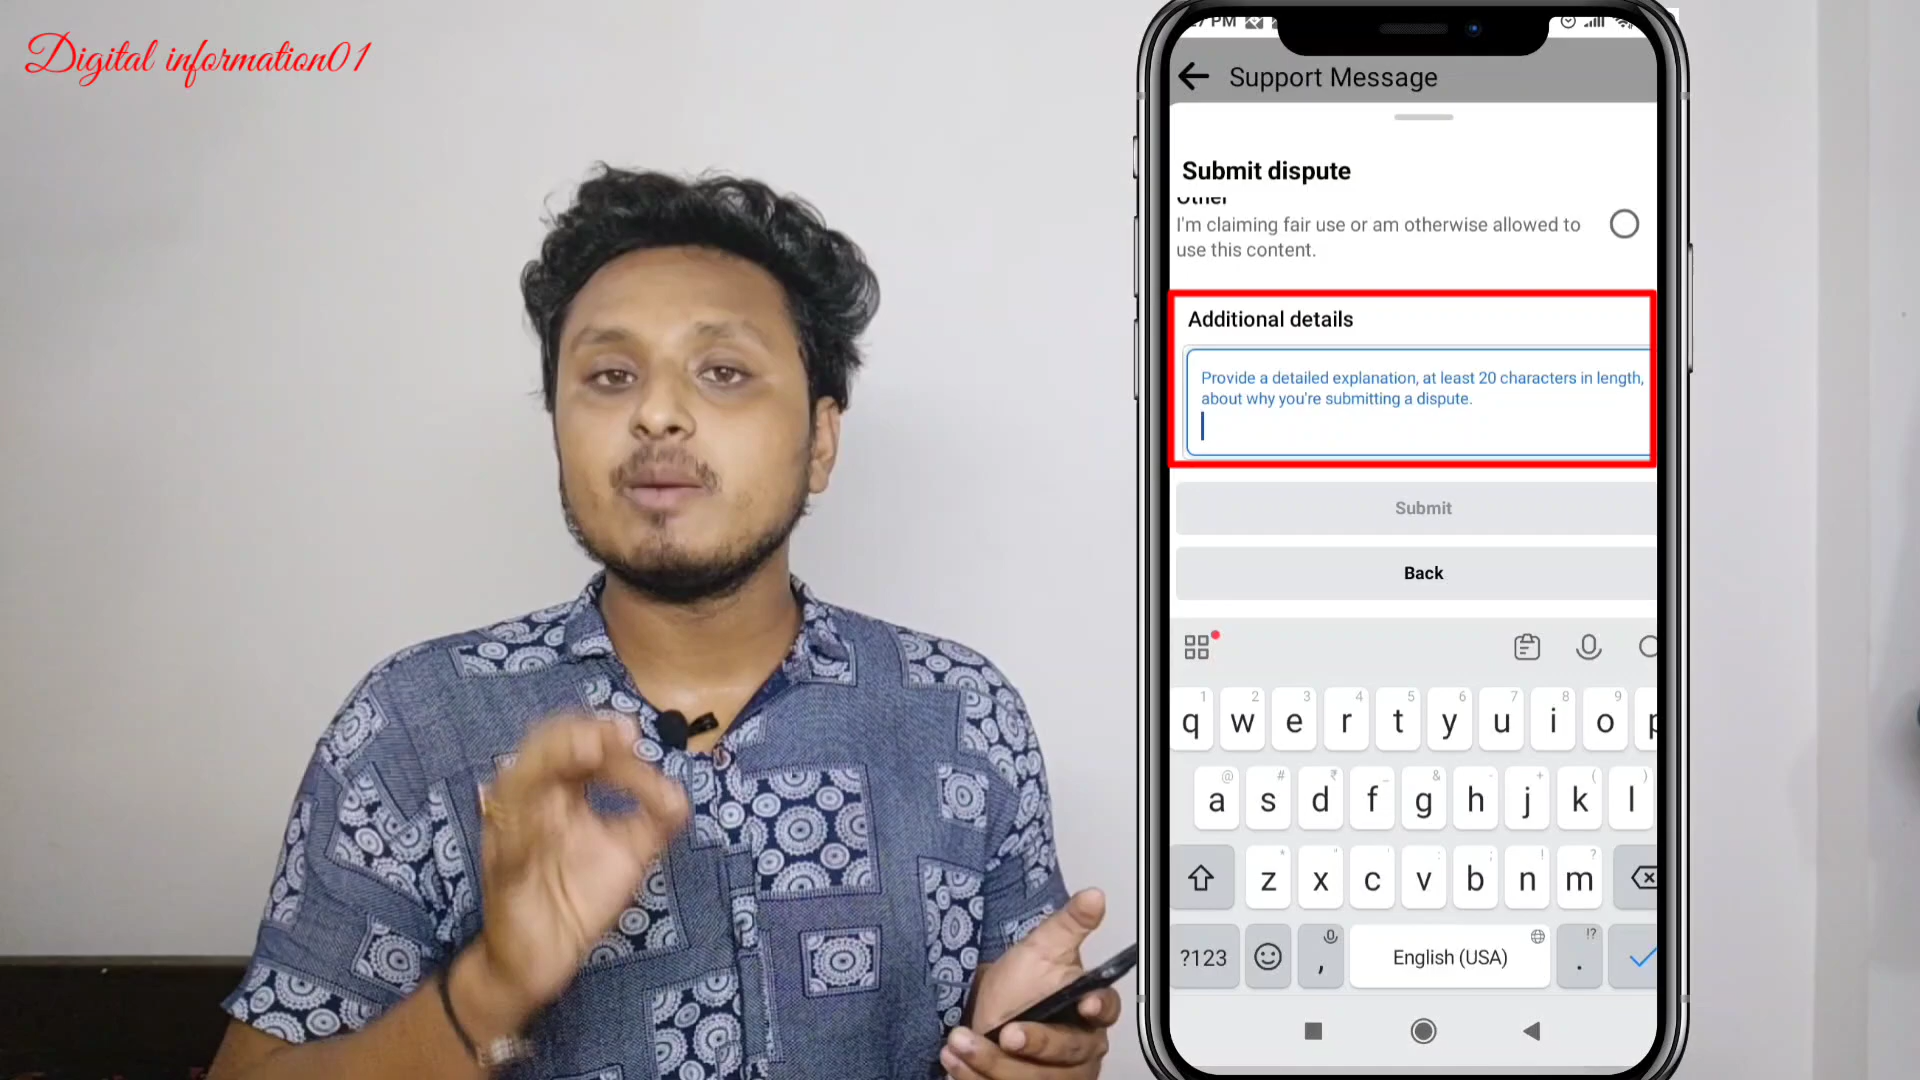 Digital information01
7 PM
Support Message
Submit dispute
Other
I'm claiming fair use or am otherwise allowed to
use this content.
Additional details
Provide a detailed explanation, at least 20 characters in length,
about why you're submitting a dispute.
Submit
Back
1 2 3 4 5 6 7 8 9
q w e r t y u i o p
@ # ₹ _ & - + ( )
a s d f g h j k l
* " ' : ; ! ?
z x c v b n m
!?
?123 , English (USA) .